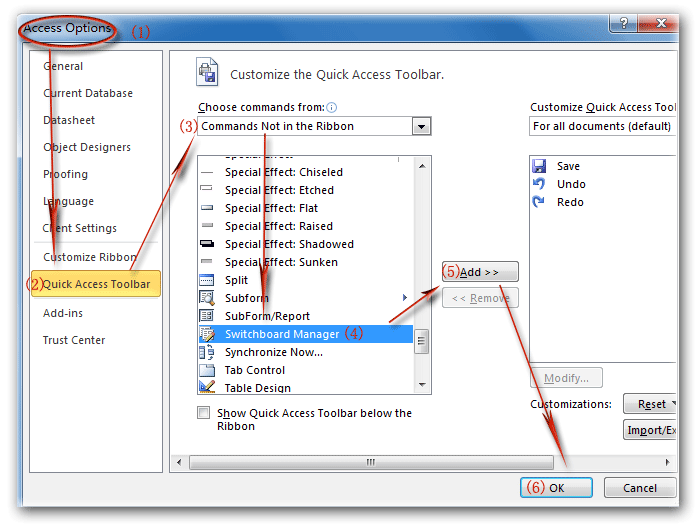 Access Options (1)
General
Current Database
Datasheet
Object Designers
Proofing
Language
Client Settings
Customize Ribbon
(2) Quick Access Toolbar
Add-ins
Trust Center
Customize the Quick Access Toolbar.
Choose commands from:
(3) Commands Not in the Ribbon
Special Effect
Special Effect: Chiseled
Special Effect: Etched
Special Effect: Flat
Special Effect: Raised
Special Effect: Shadowed
Special Effect: Sunken
Split
Subform
SubForm/Report
Switchboard Manager (4)
Synchronize Now...
Tab Control
Table Design
Show Quick Access Toolbar below the
Ribbon
(5) Add >>
<< Remove
Customize Quick Access Tool
For all documents (default)
Save
Undo
Redo
Modify...
Customizations: Reset
Import/Ex
(6) OK
Cancel